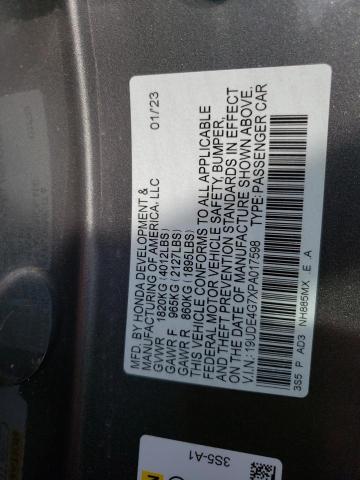 MFD. BY HONDA DEVELOPMENT &
MANUFACTURING OF AMERICA, LLC 01/23
GVWR 1820KG(4012LBS)
GAWR F 965KG(2127LBS)
GAWR R 860KG(1895LBS)
THIS VEHICLE CONFORMS TO ALL APPLICABLE
FEDERAL MOTOR VEHICLE SAFETY, BUMPER,
AND THEFT PREVENTION STANDARDS IN EFFECT
ON THE DATE OF MANUFACTURE SHOWN ABOVE.
V.I.N.: 19UDE4G7XPA017598 TYPE:PASSENGER CAR
3S5 P AD3 NH885MX . E .A
3S5-A1